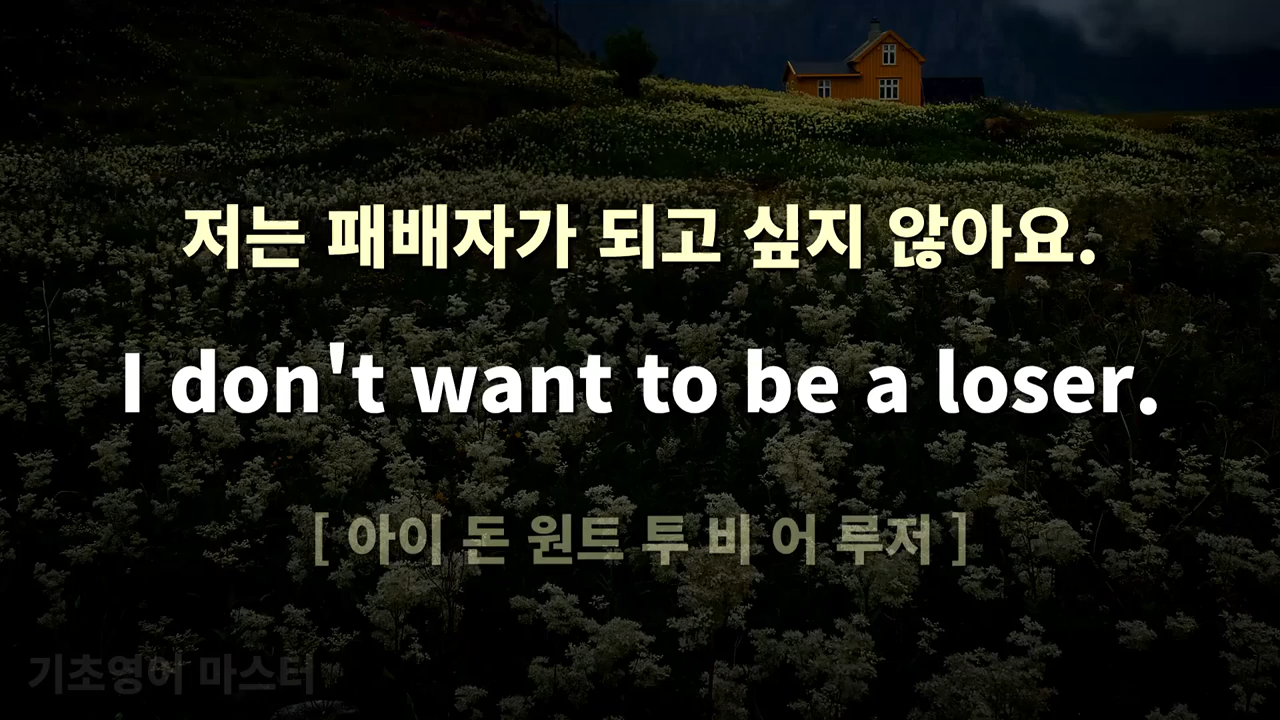 저는 패배자가 되고 싶지 않아요.
I don't want to be a loser.
[ 아이 돈 원트 투 비 어 루저 ]
기초영어 마스터